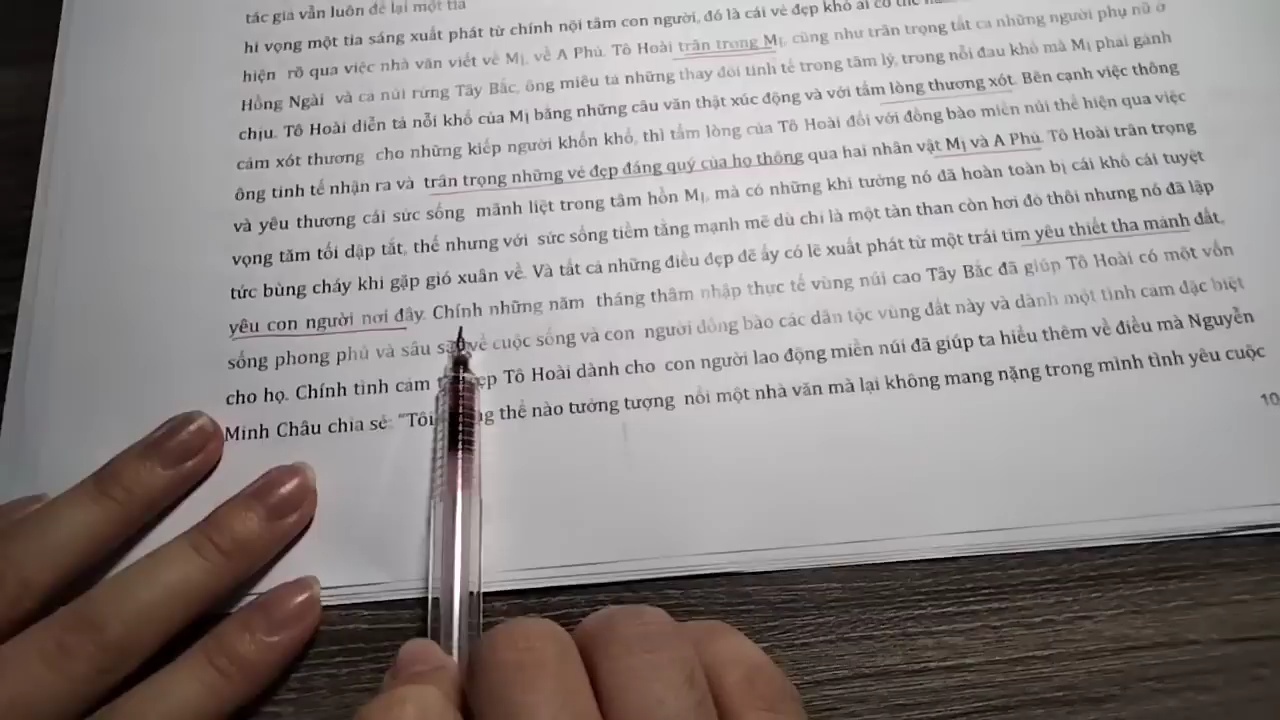 tác giả vẫn luôn để lại một tia
hi vọng một tia sáng xuất phát từ chính nội tâm con người, đó là cái vẻ đẹp khó ai có thể
hiện rõ qua việc nhà văn viết về Mị, về A Phủ. Tô Hoài trân trọng Mị, cũng như trân trọng tất cả những người phụ nữ ở
Hồng Ngài và cả núi rừng Tây Bắc, ông miêu tả những thay đổi tinh tế trong tâm lý, trong nỗi đau khổ mà Mị phải gánh
chịu. Tô Hoài diễn tả nỗi khổ của Mị bằng những câu văn thật xúc động và với tấm lòng thương xót. Bên cạnh việc thông
cảm xót thương cho những kiếp người khốn khổ, thì tấm lòng của Tô Hoài đối với đồng bào miền núi thể hiện qua việc
ông tinh tế nhận ra và trân trọng những vẻ đẹp đáng quý của họ thông qua hai nhân vật Mị và A Phủ. Tô Hoài trân trọng
và yêu thương cái sức sống mãnh liệt trong tâm hồn Mị, mà có những khi tưởng nó đã hoàn toàn bị cái khổ cái tuyệt
vọng tăm tối dập tắt, thế nhưng với sức sống tiềm tằng mạnh mẽ dù chỉ là một tàn than còn hơi đỏ thôi nhưng nó đã lập
tức bùng cháy khi gặp gió xuân về. Và tất cả những điều đẹp đẽ ấy có lẽ xuất phát từ một trái tim yêu thiết tha mảnh đất,
yêu con người nơi đây. Chính những năm tháng thâm nhập thực tế vùng núi cao Tây Bắc đã giúp Tô Hoài có một vốn
sống phong phú và sâu về cuộc sống và con người đồng bào các dân tộc vùng đất này và dành một tình cảm đặc biệt
cho họ. Chính tình cảm Tô Hoài dành cho con người lao động miền núi đã giúp ta hiểu thêm về điều mà Nguyễn
Minh Châu chia sẻ: "Tôi thể nào tưởng tượng nổi một nhà văn mà lại không mang nặng trong mình tình yêu cuộc
10